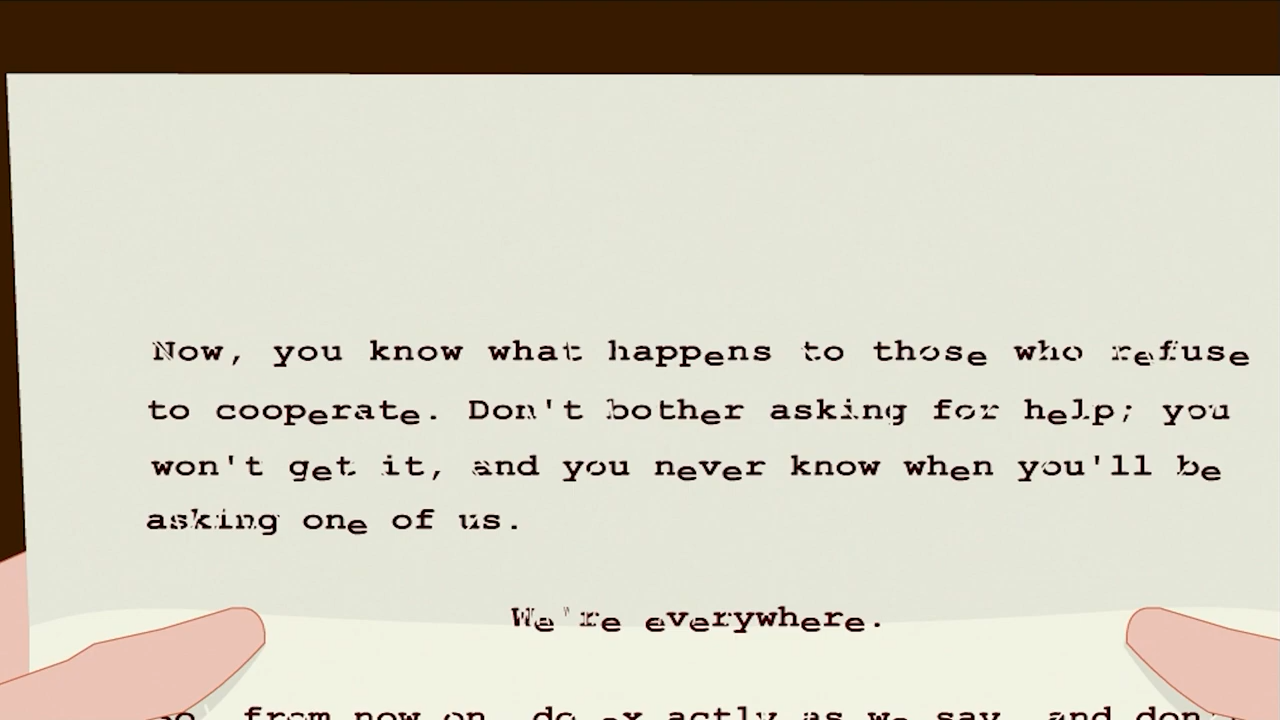 Now, you know what happens to those who refuse
to cooperate. Don't bother asking for help; you
won't get it, and you never know when you'll be
asking one of us.
We're everywhere.
So from now on do exactly as we say and don